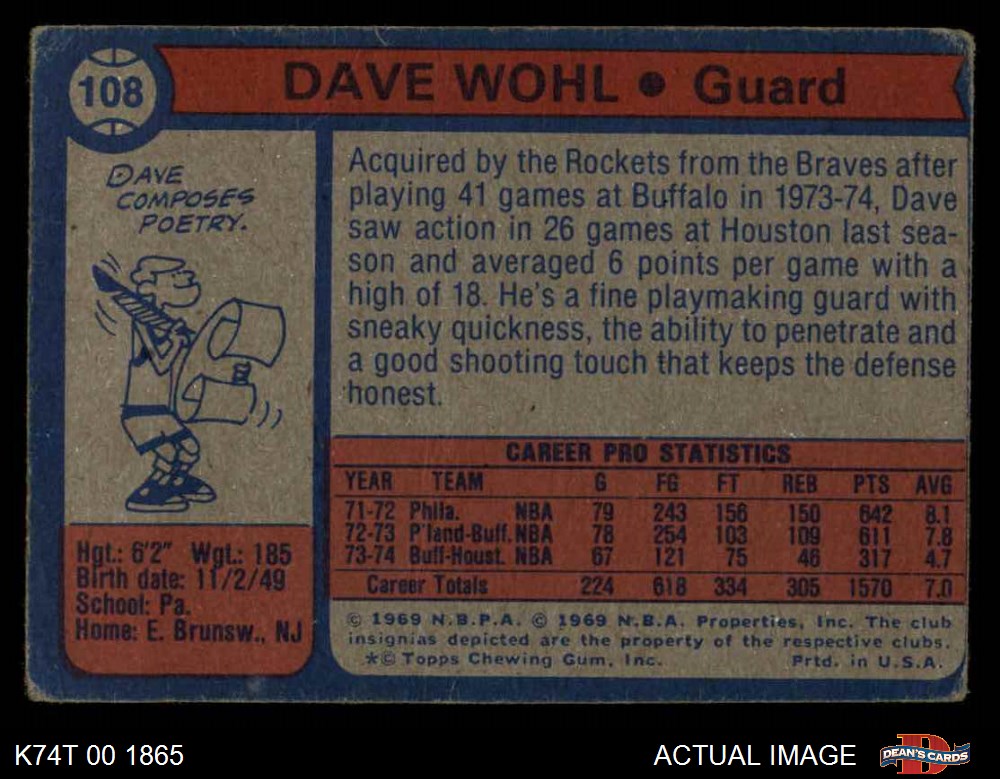 108
DAVE WOHL ● Guard
DAVE
COMPOSES
POETRY.
Acquired by the Rockets from the Braves after
playing 41 games at Buffalo in 1973-74, Dave
saw action in 26 games at Houston last sea-
son and averaged 6 points per game with a
high of 18. He's a fine playmaking guard with
sneaky quickness, the ability to penetrate and
a good shooting touch that keeps the defense
honest.
CAREER PRO STATISTICS
YEAR TEAM G FG FT REB PTS AVG
71-72 Phila. NBA 79 243 156 150 642 8.1
72-73 P'land-Buff. NBA 78 254 103 109 611 7.8
73-74 Buff-Houst. NBA 67 121 75 46 317 4.7
Career Totals 224 618 334 305 1570 7.0
Hgt.: 6'2" Wgt.: 185
Birth date: 11/2/49
School: Pa.
Home: E. Brunsw., NJ
© 1969 N.B.P.A. © 1969 N.B.A. Properties, Inc. The club
insignias depicted are the property of the respective clubs.
*© Topps Chewing Gum, Inc. Prtd. in U.S.A.
K74T 00 1865
ACTUAL IMAGE
DEAN'S CARDS